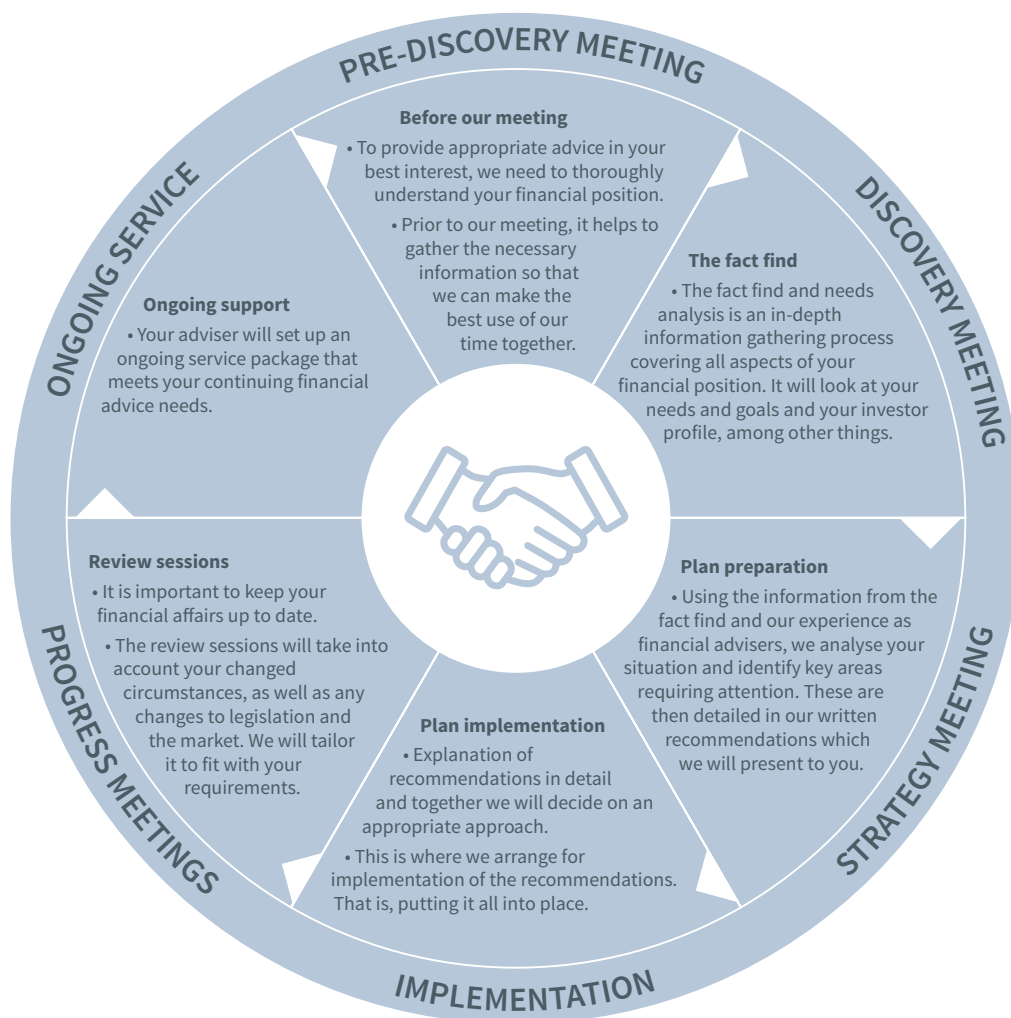 PRE-DISCOVERY MEETING
Before our meeting
• To provide appropriate advice in your
best interest, we need to thoroughly
understand your financial position.
• Prior to our meeting, it helps to
gather the necessary
information so that
we can make the
best use of our
time together.
DISCOVERY MEETING
The fact find
• The fact find and needs
analysis is an in-depth
information gathering process
covering all aspects of your
financial position. It will look at your
needs and goals and your investor
profile, among other things.
STRATEGY MEETING
Plan preparation
• Using the information from the
fact find and our experience as
financial advisers, we analyse your
situation and identify key areas
requiring attention. These are
then detailed in our written
recommendations which
we will present to you.
IMPLEMENTATION
Plan implementation
• Explanation of
recommendations in detail
and together we will decide on an
appropriate approach.
• This is where we arrange for
implementation of the recommendations.
That is, putting it all into place.
PROGRESS MEETINGS
Review sessions
• It is important to keep your
financial affairs up to date.
• The review sessions will take into
account your changed
circumstances, as well as any
changes to legislation and
the market. We will tailor
it to fit with your
requirements.
ONGOING SERVICE
Ongoing support
• Your adviser will set up an
ongoing service package that
meets your continuing financial
advice needs.